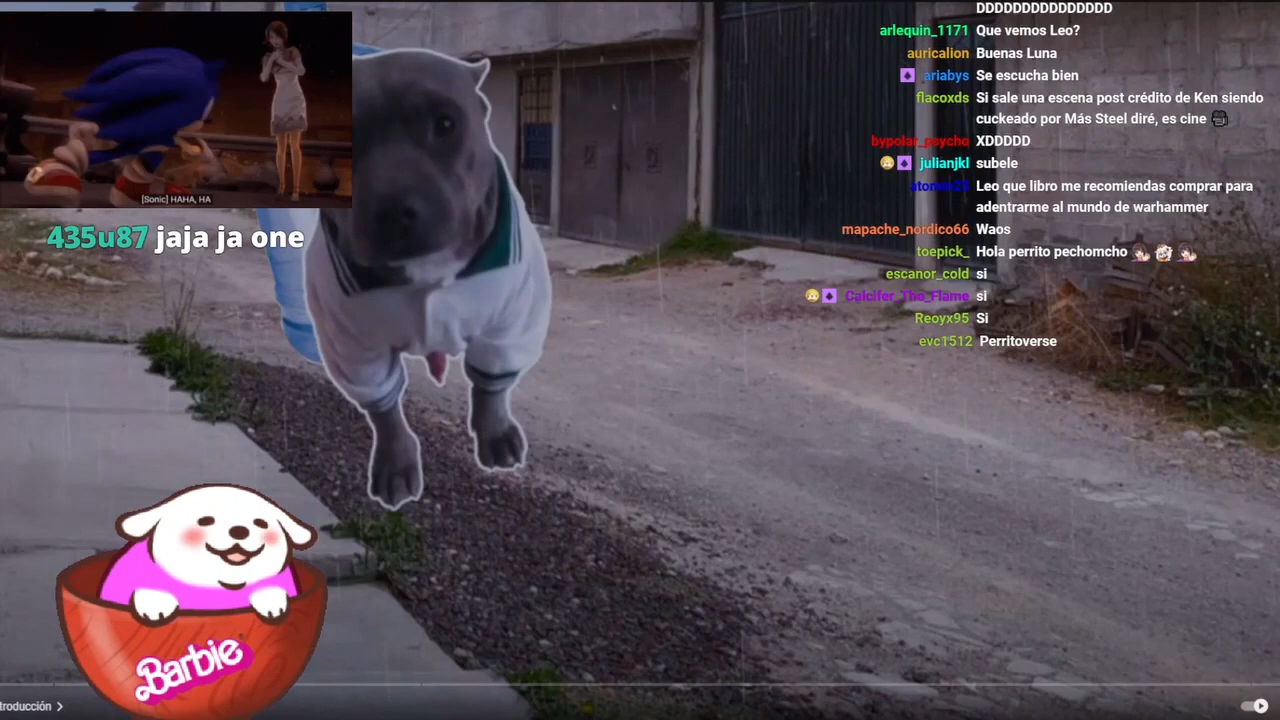 DDDDDDDDDDDDDDD
arlequin_1171 Que vemos Leo?
auricalion Buenas Luna
ariabys Se escucha bien
flacoxds Si sale una escena post crédito de Ken siendo
cuckeado por Más Steel diré, es cine
bypolar_psycho XDDDDD
julianjkl subele
Leo que libro me recomiendas comprar para
adentrarme al mundo de warhammer
mapache_nordico66 Waos
toepick_ Hola perrito pechomcho
escanor_cold si
Calcifer_The_Flame si
Reoyx95 Si
evc1512 Perritoverse
[Sonic] HAHA, HA
435u87 jaja ja one
Barbie
troducción